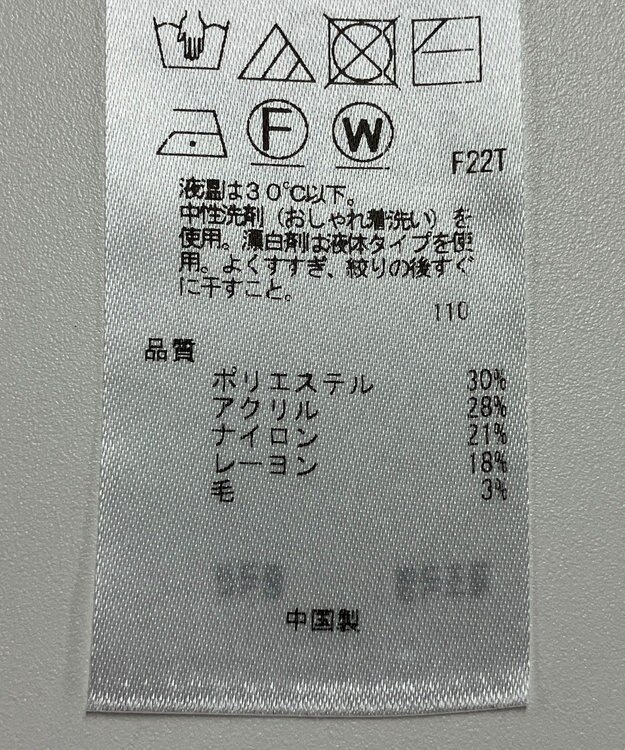 F
W
F22T
液温は30℃以下。
中性洗剤（おしゃれ着洗い）を
使用。漂白剤は液体タイプを使
用。よくすすぎ、絞りの後すぐ
に干すこと。
110
品質
ポリエステル 30%
アクリル 28%
ナイロン 21%
レーヨン 18%
毛 3%
中国製